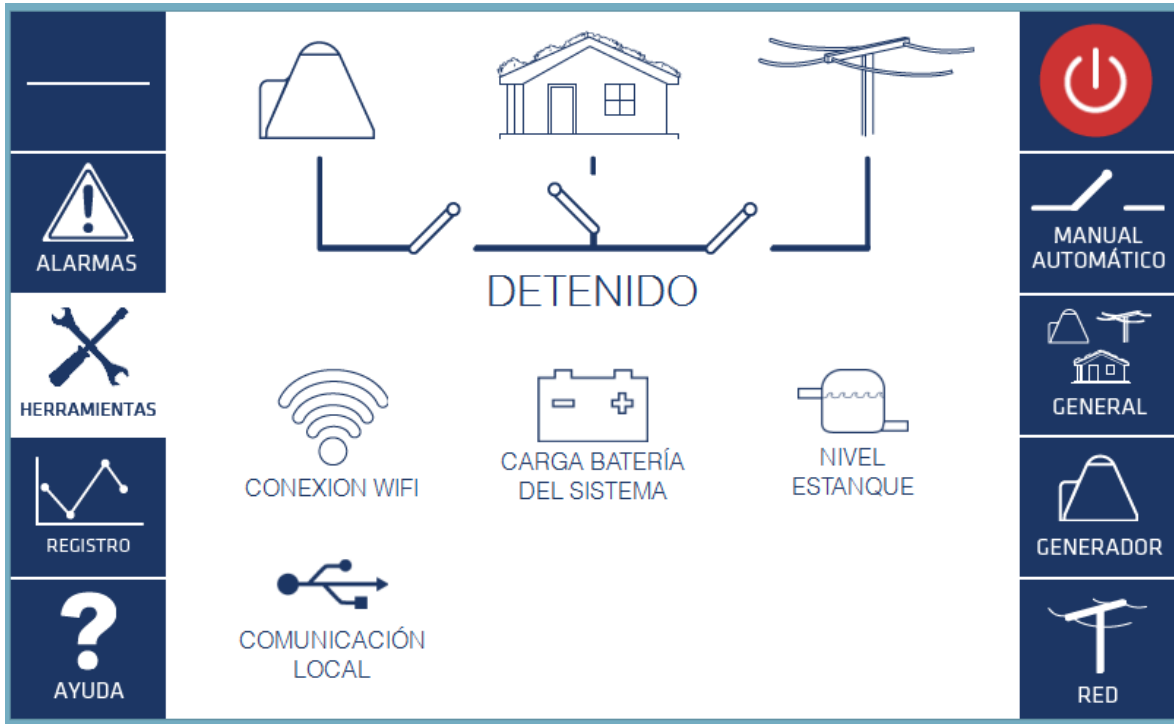 ALARMAS
HERRAMIENTAS
REGISTRO
AYUDA
DETENIDO
CONEXION WIFI
CARGA BATERÍA
DEL SISTEMA
NIVEL
ESTANQUE
COMUNICACIÓN
LOCAL
MANUAL
AUTOMÁTICO
GENERAL
GENERADOR
RED